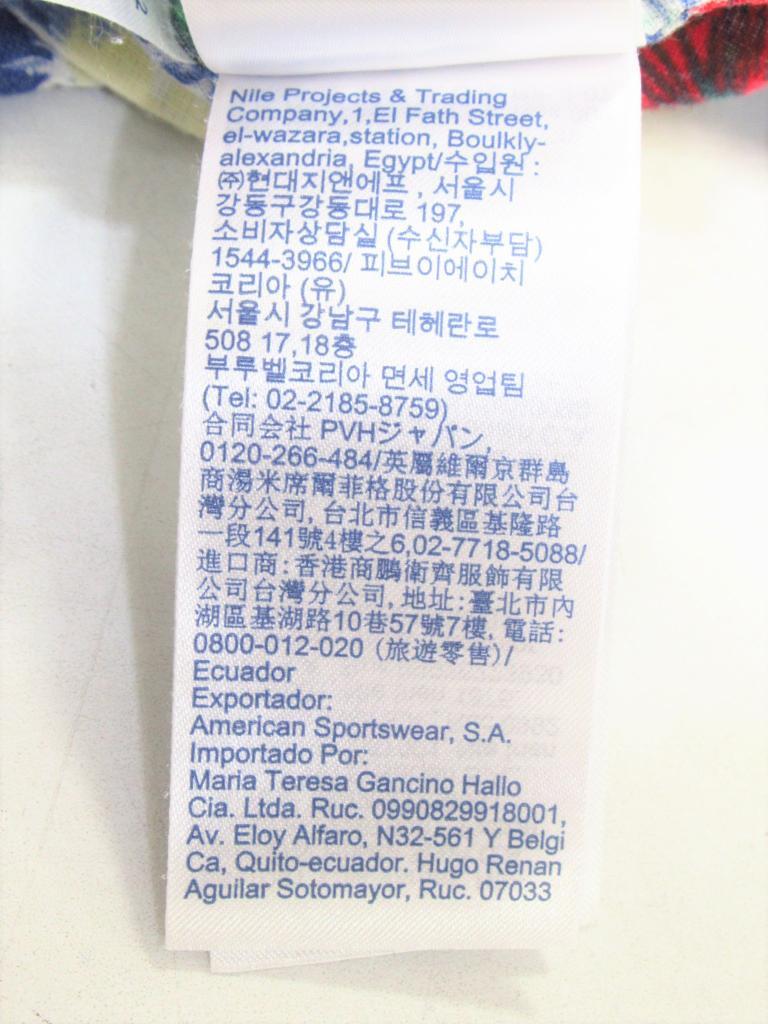 Nile Projects & Trading
Company,1,El Fath Street,
el-wazara,station, Boulkly-
alexandria, Egypt/수입원 :
㈜현대지앤에프 , 서울시
강동구강동대로 197,
소비자상담실 (수신자부담)
1544-3966/ 피브이에이치
코리아 (유)
서울시 강남구 테헤란로
508 17,18층
부루벨코리아 면세 영업팀
(Tel: 02-2185-8759)
合同会社 PVHジャパン,
0120-266-484/英屬維爾京群島
商湯米席爾菲格股份有限公司台
灣分公司, 台北市信義區基隆路
一段141號4樓之6,02-7718-5088/
進口商: 香港商鵬衛齊服飾有限
公司台灣分公司, 地址: 臺北市內
湖區基湖路10巷57號7樓, 電話:
0800-012-020 (旅遊零售)/
Ecuador
Exportador:
American Sportswear, S.A.
Importado Por:
Maria Teresa Gancino Hallo
Cia. Ltda. Ruc. 0990829918001,
Av. Eloy Alfaro, N32-561 Y Belgi
Ca, Quito-ecuador. Hugo Renan
Aguilar Sotomayor, Ruc. 07033